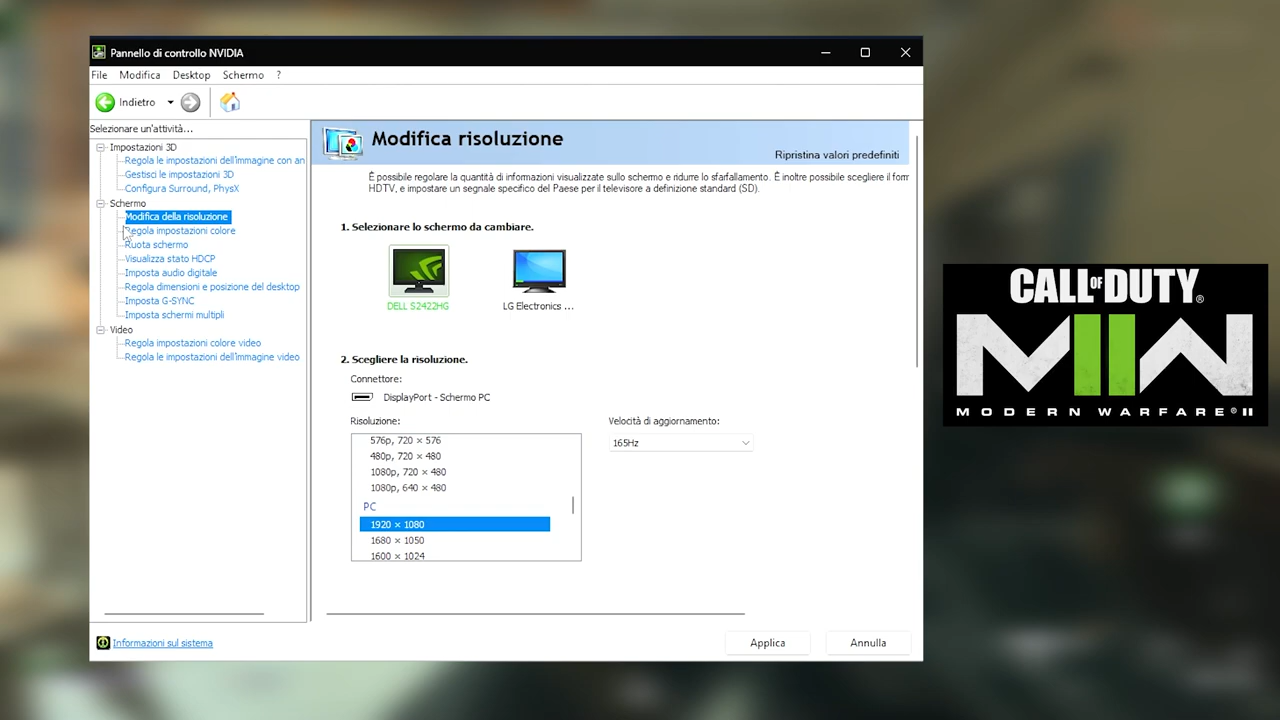 Pannello di controllo NVIDIA
File Modifica Desktop Schermo ?
Indietro
Selezionare un'attività...
Impostazioni 3D
Regola le impostazioni dell'immagine con an
Gestisci le impostazioni 3D
Configura Surround, PhysX
Schermo
Modifica della risoluzione
Regola impostazioni colore
Ruota schermo
Visualizza stato HDCP
Imposta audio digitale
Regola dimensioni e posizione del desktop
Imposta G-SYNC
Imposta schermi multipli
Video
Regola impostazioni colore video
Regola le impostazioni dell'immagine video
Informazioni sul sistema
Modifica risoluzione
Ripristina valori predefiniti
È possibile regolare la quantità di informazioni visualizzate sullo schermo e ridurre lo sfarfallamento. È inoltre possibile scegliere il form
HDTV, e impostare un segnale specifico del Paese per il televisore a definizione standard (SD).
1. Selezionare lo schermo da cambiare.
DELL S2422HG
LG Electronics ...
2. Scegliere la risoluzione.
Connettore:
DisplayPort - Schermo PC
Risoluzione:
576p, 720 × 576
480p, 720 × 480
1080p, 720 × 480
1080p, 640 × 480
PC
1920 × 1080
1680 × 1050
1600 × 1024
Velocità di aggiornamento:
165Hz
Applica
Annulla
CALL OF DUTY®
MWII
MODERN WARFARE® II